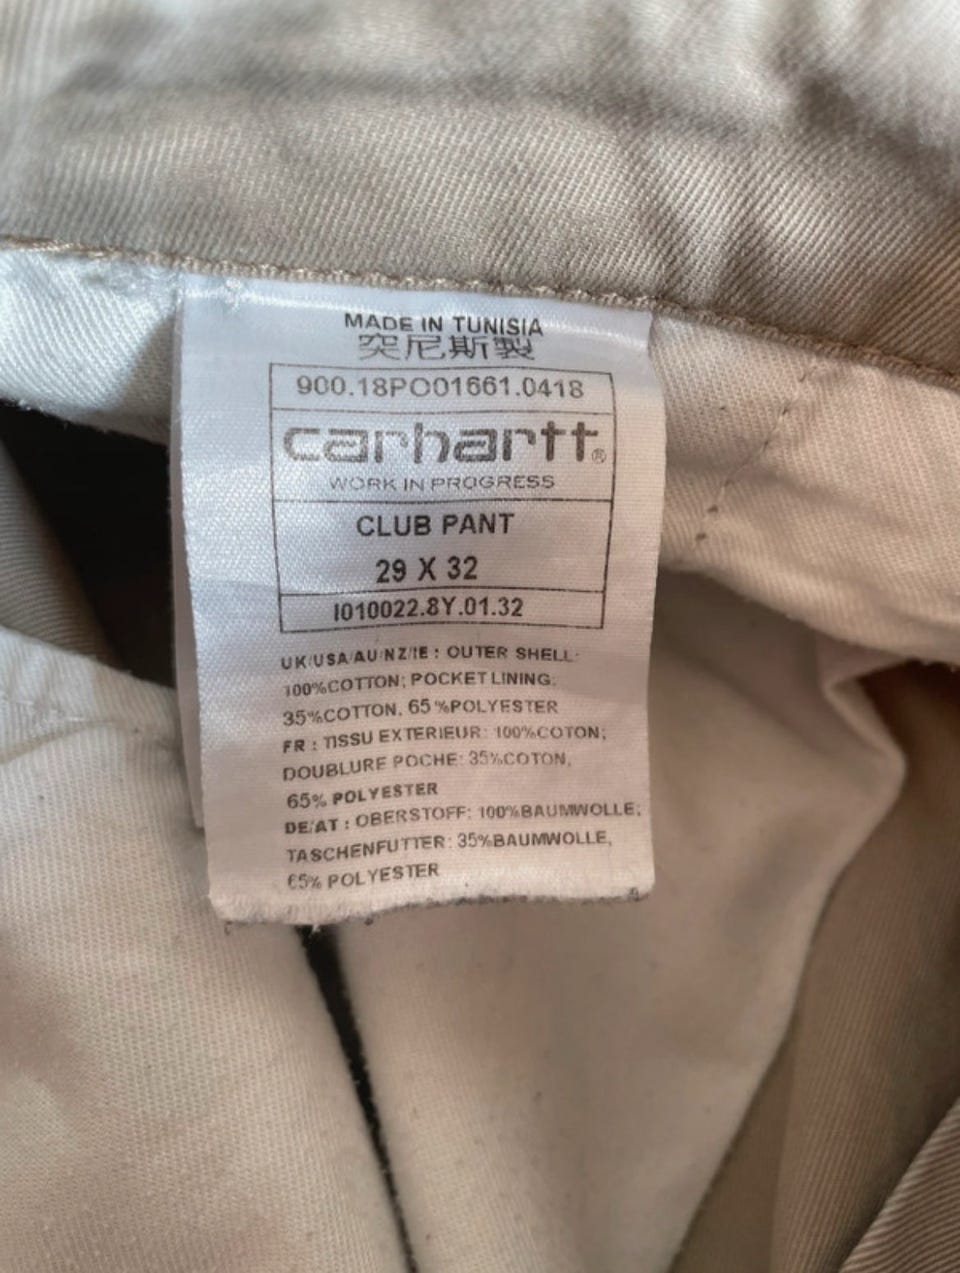 MADE IN TUNISIA
突尼斯製
900.18PO01661.0418
carhartt®
WORK IN PROGRESS
CLUB PANT
29 X 32
I010022.8Y.01.32
UK/USA/AU/NZ/IE : OUTER SHELL:
100%COTTON; POCKET LINING:
35%COTTON, 65%POLYESTER
FR : TISSU EXTERIEUR: 100%COTON;
DOUBLURE POCHE: 35%COTON,
65% POLYESTER
DE/AT : OBERSTOFF: 100%BAUMWOLLE;
TASCHENFUTTER: 35%BAUMWOLLE,
65% POLYESTER